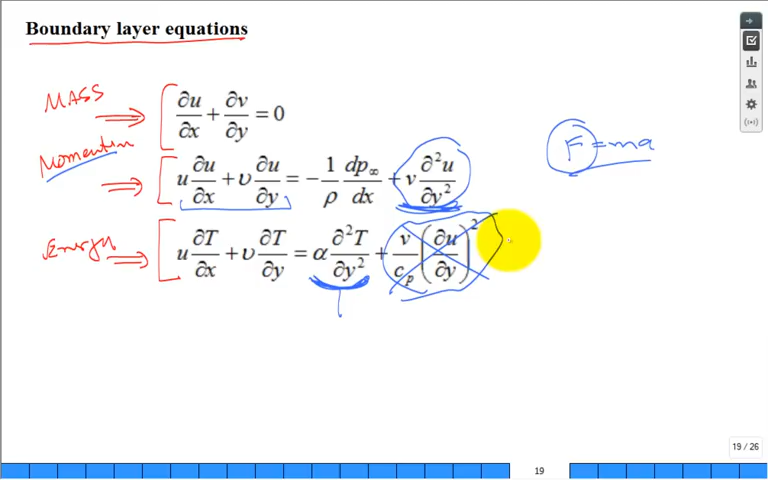 Boundary layer equations
MASS ⇒ ∂u/∂x + ∂v/∂y = 0
F = ma
Momentum ⇒ u ∂u/∂x + υ ∂u/∂y = − 1/ρ dp∞/dx + ν ∂²u/∂y²
Energy ⇒ u ∂T/∂x + υ ∂T/∂y = α ∂²T/∂y² + ν/cp (∂u/∂y)²
19 / 26
19